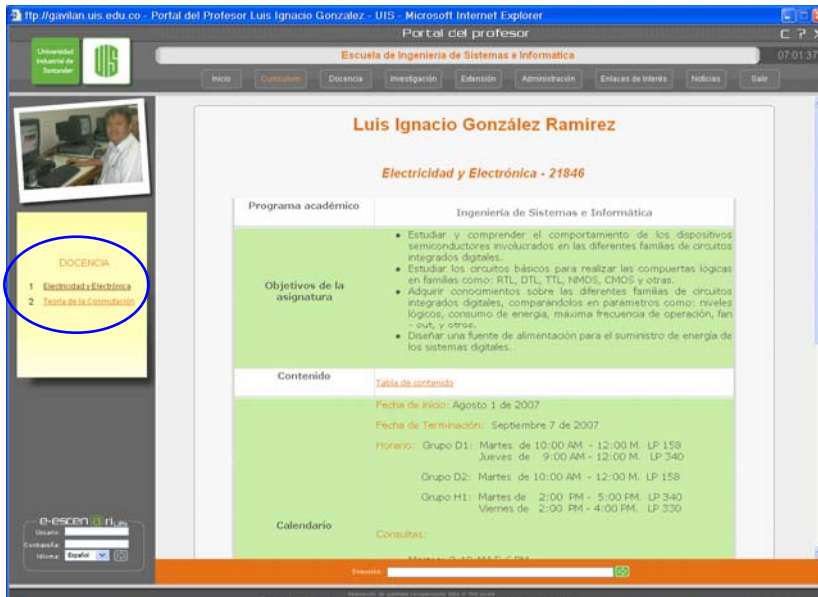 ftp://gavilan.uis.edu.co - Portal del Profesor Luis Ignacio Gonzalez - UIS - Microsoft Internet Explorer
Portal del profesor
Universidad
Industrial de
Santander
UIS
Escuela de Ingeniería de Sistemas e Informática
07:01:37
Inicio
Curriculum
Docencia
Investigación
Extensión
Administración
Enlaces de Interés
Noticias
Salir
DOCENCIA
1 Electricidad y Electrónica
2 Teoría de la Conmutación
Luis Ignacio González Ramírez
Electricidad y Electrónica - 21846
Programa académico
Ingeniería de Sistemas e Informática
Objetivos de la
asignatura
• Estudiar y comprender el comportamiento de los dispositivos
semiconductores involucrados en las diferentes familias de circuitos
integrados digitales.
• Estudiar los circuitos básicos para realizar las compuertas lógicas
en familias como: RTL, DTL, TTL, NMOS, CMOS y otras.
• Adquirir conocimientos sobre las diferentes familias de circuitos
integrados digitales, comparándolos en parametros como: niveles
lógicos, consumo de energía, máxima frecuencia de operación, fan
- out, y otros.
• Diseñar una fuente de alimentación para el suministro de energía de
los sistemas digitales.
Contenido
Tabla de contenido
Calendario
Fecha de inicio: Agosto 1 de 2007
Fecha de Terminación: Septiembre 7 de 2007
Horario: Grupo D1: Martes de 10:00 AM - 12:00 M. LP 158
Jueves de 9:00 AM - 12:00 M. LP 340
Grupo D2: Martes de 10:00 AM - 12:00 M. LP 158
Grupo H1: Martes de 2:00 PM - 5:00 PM. LP 340
Viernes de 2:00 PM - 4:00 PM. LP 330
Consultas:
e-escenari
Usuario:
Contraseña:
Idioma: Español